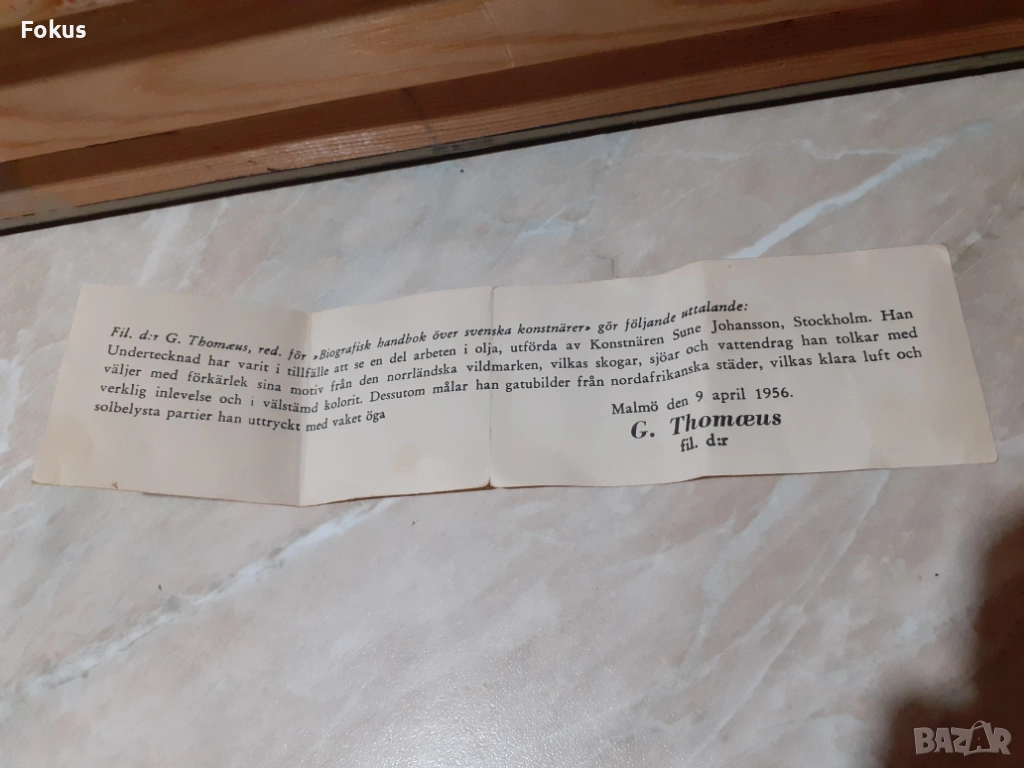 Fokus
Fil. d:r G. Thomæus, red. för »Biografisk handbok över svenska konstnärer» gör följande uttalande:
Undertecknad har varit i tillfälle att se en del arbeten i olja, utförda av Konstnären Sune Johansson, Stockholm. Han
väljer med förkärlek sina motiv från den norrländska vildmarken, vilkas skogar, sjöar och vattendrag han tolkar med
verklig inlevelse och i välstämd kolorit. Dessutom målar han gatubilder från nordafrikanska städer, vilkas klara luft och
solbelysta partier han uttryckt med vaket öga
Malmö den 9 april 1956.
G. Thomæus
fil. d:r
BAZAR